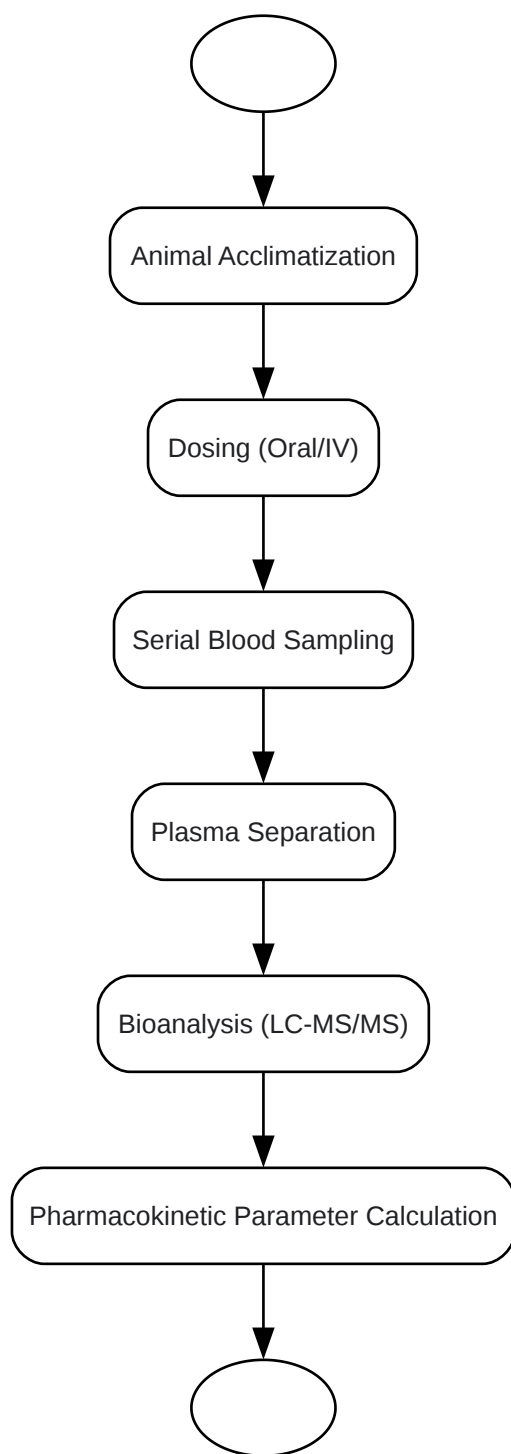 Animal Acclimatization
Dosing (Oral/IV)
Serial Blood Sampling
Plasma Separation
Bioanalysis (LC-MS/MS)
Pharmacokinetic Parameter Calculation